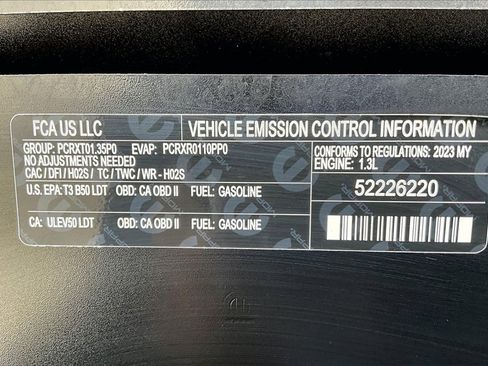 FCA US LLC
VEHICLE EMISSION CONTROL INFORMATION
GROUP: PCRXT01.35P0 EVAP: PCRXR0110PP0
NO ADJUSTMENTS NEEDED
CAC / DFI / H02S / TC / TWC / WR - H02S
CONFORMS TO REGULATIONS: 2023 MY
ENGINE: 1.3L
U.S. EPA: T3 B50 LDT OBD: CA OBD II FUEL: GASOLINE
52226220
CA: ULEV50 LDT OBD: CA OBD II FUEL: GASOLINE